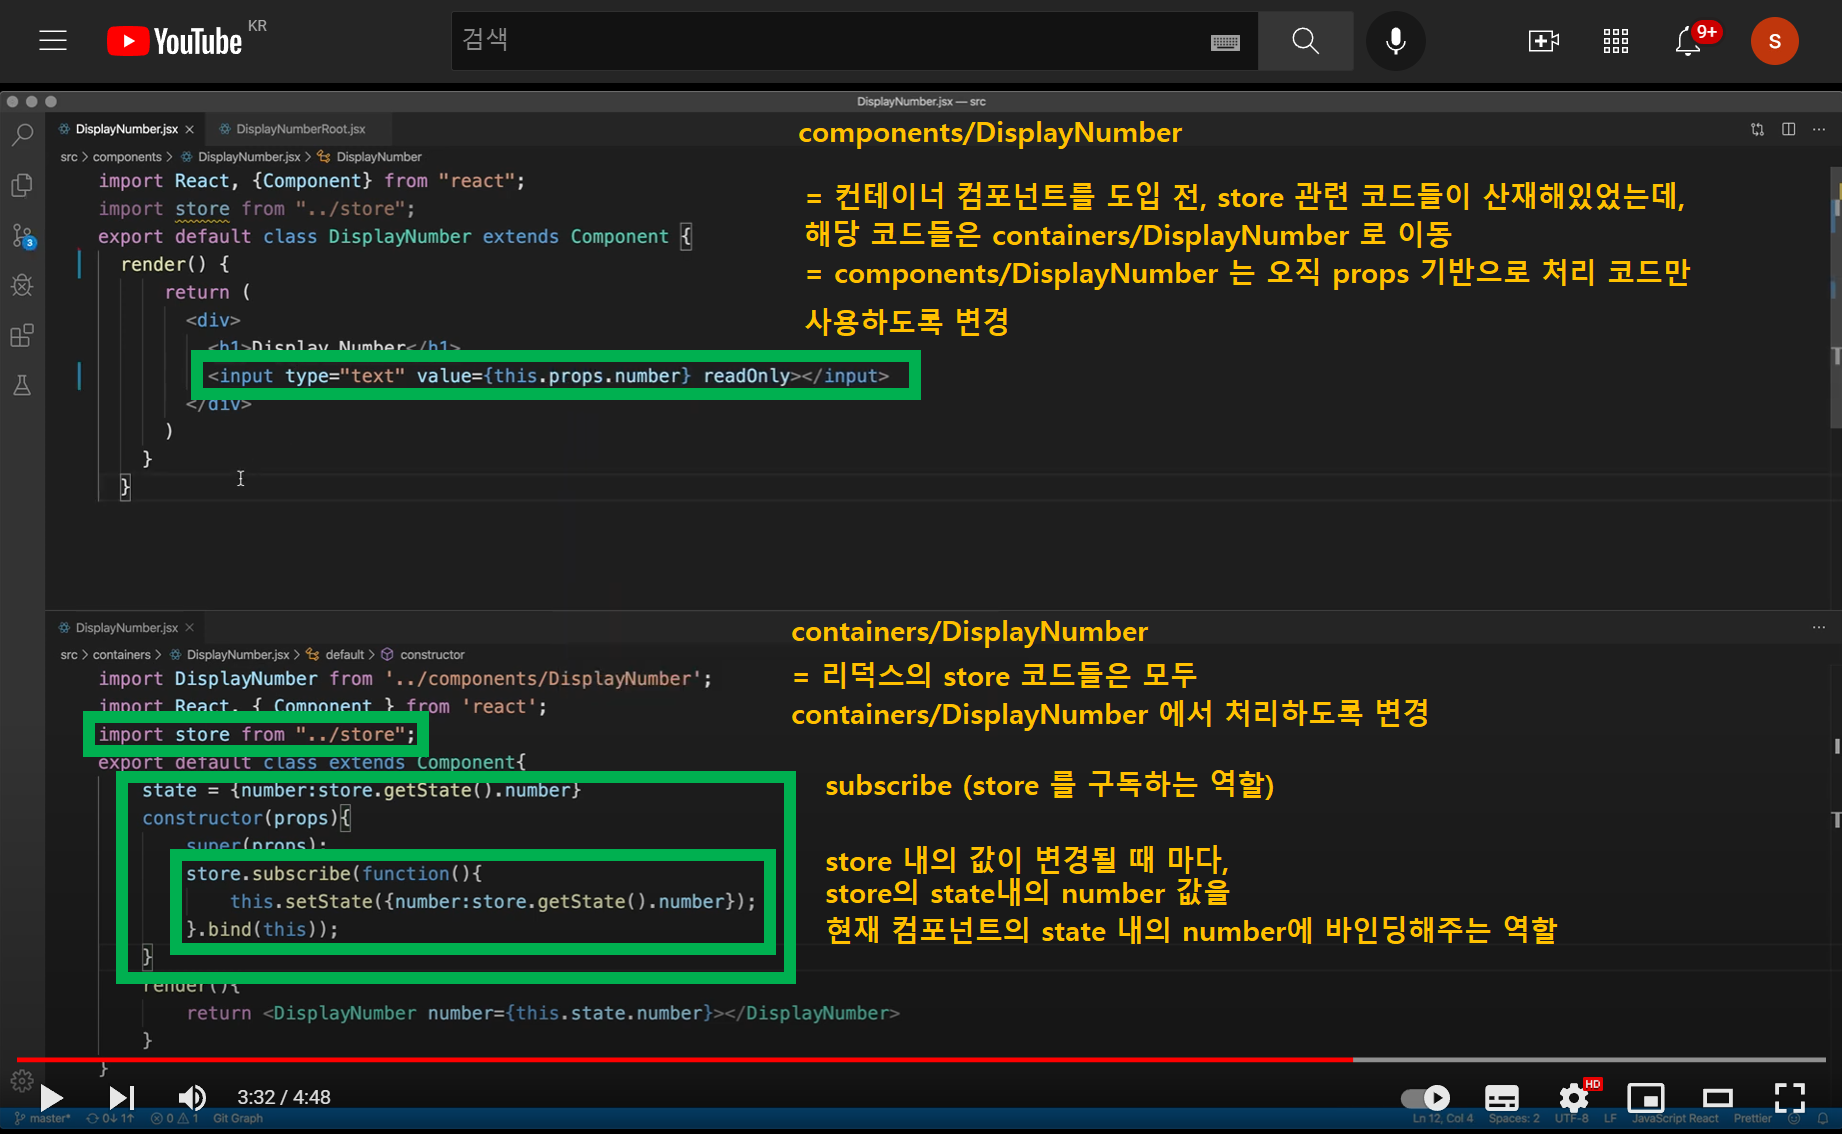 YouTube KR
검색
9+
S
DisplayNumber.jsx — src
DisplayNumber.jsx ×
DisplayNumberRoot.jsx
src > components > DisplayNumber.jsx > DisplayNumber
import React, {Component} from "react";
import store from "../store";
export default class DisplayNumber extends Component {
render() {
return (
<div>
<h1>Display Number</h1>
<input type="text" value={this.props.number} readOnly></input>
</div>
)
}
}
components/DisplayNumber
= 컨테이너 컴포넌트를 도입 전, store 관련 코드들이 산재해있었는데,
해당 코드들은 containers/DisplayNumber 로 이동
= components/DisplayNumber 는 오직 props 기반으로 처리 코드만
사용하도록 변경
3
DisplayNumber.jsx ×
src > containers > DisplayNumber.jsx > default > constructor
import DisplayNumber from '../components/DisplayNumber';
import React, { Component } from 'react';
import store from "../store";
export default class extends Component{
state = {number:store.getState().number}
constructor(props){
super(props);
store.subscribe(function(){
this.setState({number:store.getState().number});
}.bind(this));
}
render(){
return <DisplayNumber number={this.state.number}></DisplayNumber>
}
}
containers/DisplayNumber
= 리덕스의 store 코드들은 모두
containers/DisplayNumber 에서 처리하도록 변경
subscribe (store 를 구독하는 역할)
store 내의 값이 변경될 때 마다,
store의 state내의 number 값을
현재 컴포넌트의 state 내의 number에 바인딩해주는 역할
3:32 / 4:48
HD
master* 0↓ 1↑ 0 1 Git Graph
Ln 12, Col 4 Spaces: 2 UTF-8 LF JavaScript React Prettier